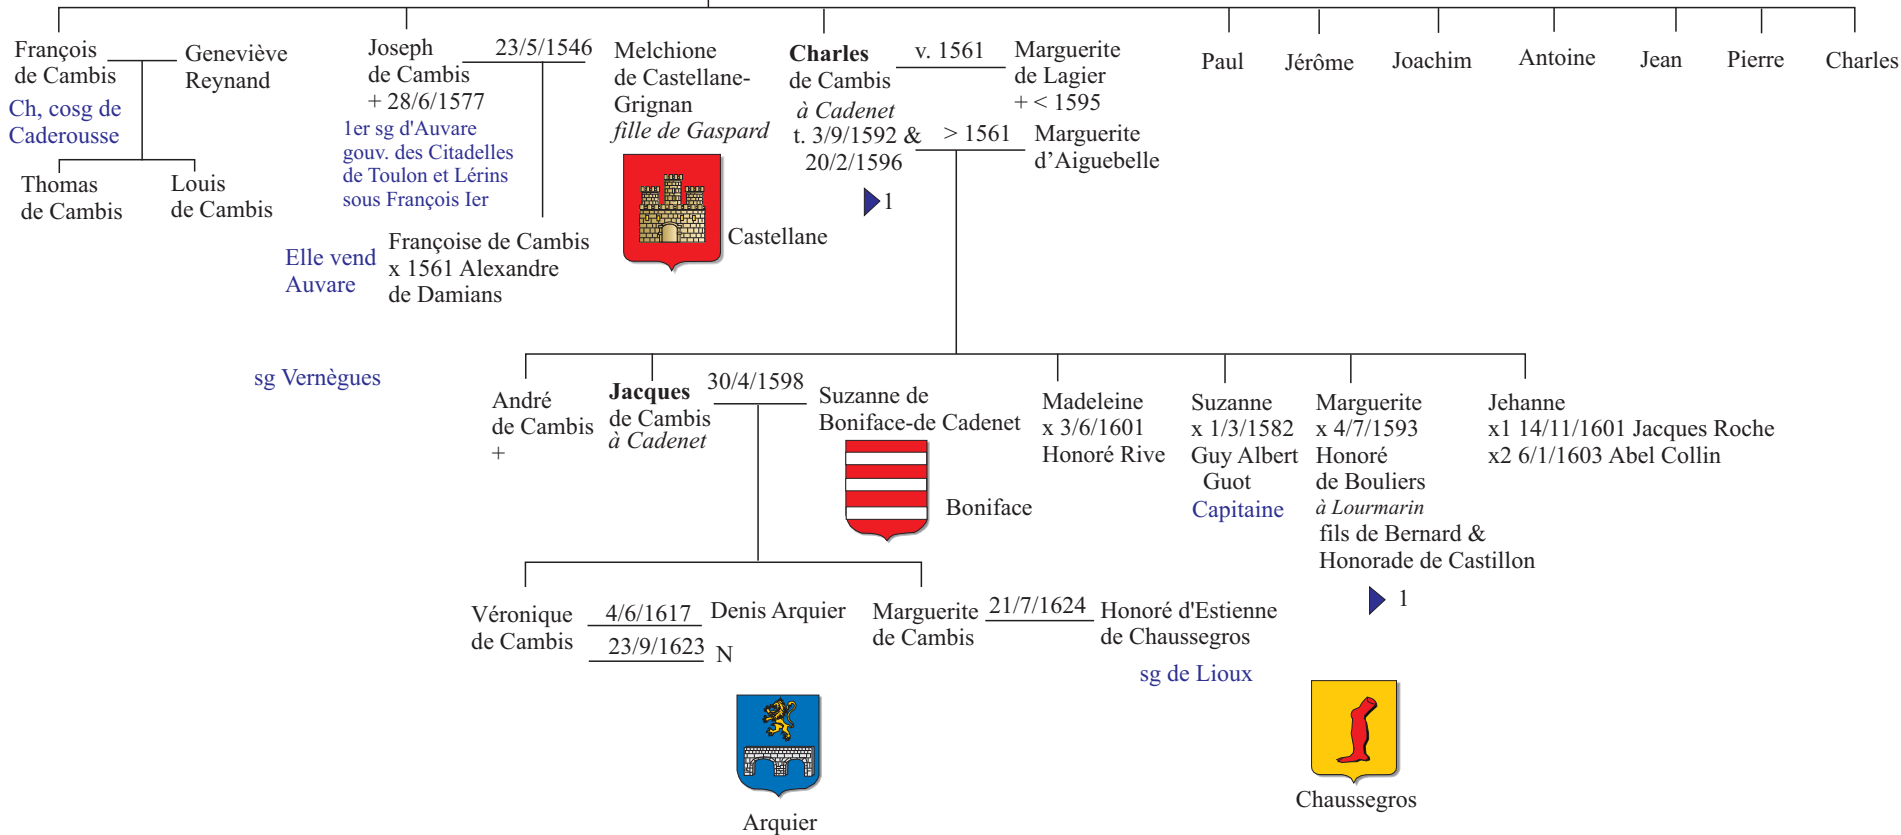 François
de Cambis
Geneviève
Reynand
Ch, cosg de
Caderousse
Thomas
de Cambis
Louis
de Cambis
Joseph
de Cambis
+ 28/6/1577
1er sg d'Auvare
gouv. des Citadelles
de Toulon et Lérins
sous François Ier
23/5/1546
Melchione
de Castellane-
Grignan
fille de Gaspard
Castellane
Elle vend
Auvare
Françoise de Cambis
x 1561 Alexandre
de Damians
Charles
de Cambis
à Cadenet
t. 3/9/1592 &
20/2/1596
1
v. 1561
Marguerite
de Lagier
+ < 1595
> 1561
Marguerite
d’Aiguebelle
Paul
Jérôme
Joachim
Antoine
Jean
Pierre
Charles
sg Vernègues
André
de Cambis
+
Jacques
de Cambis
à Cadenet
30/4/1598
Suzanne de
Boniface-de Cadenet
Boniface
Madeleine
x 3/6/1601
Honoré Rive
Suzanne
x 1/3/1582
Guy Albert
Guot
Capitaine
Marguerite
x 4/7/1593
Honoré
de Bouliers
à Lourmarin
fils de Bernard &
Honorade de Castillon
1
Jehanne
x1 14/11/1601 Jacques Roche
x2 6/1/1603 Abel Collin
Véronique
de Cambis
4/6/1617
Denis Arquier
23/9/1623
N
Arquier
Marguerite
de Cambis
21/7/1624
Honoré d'Estienne
de Chaussegros
sg de Lioux
Chaussegros